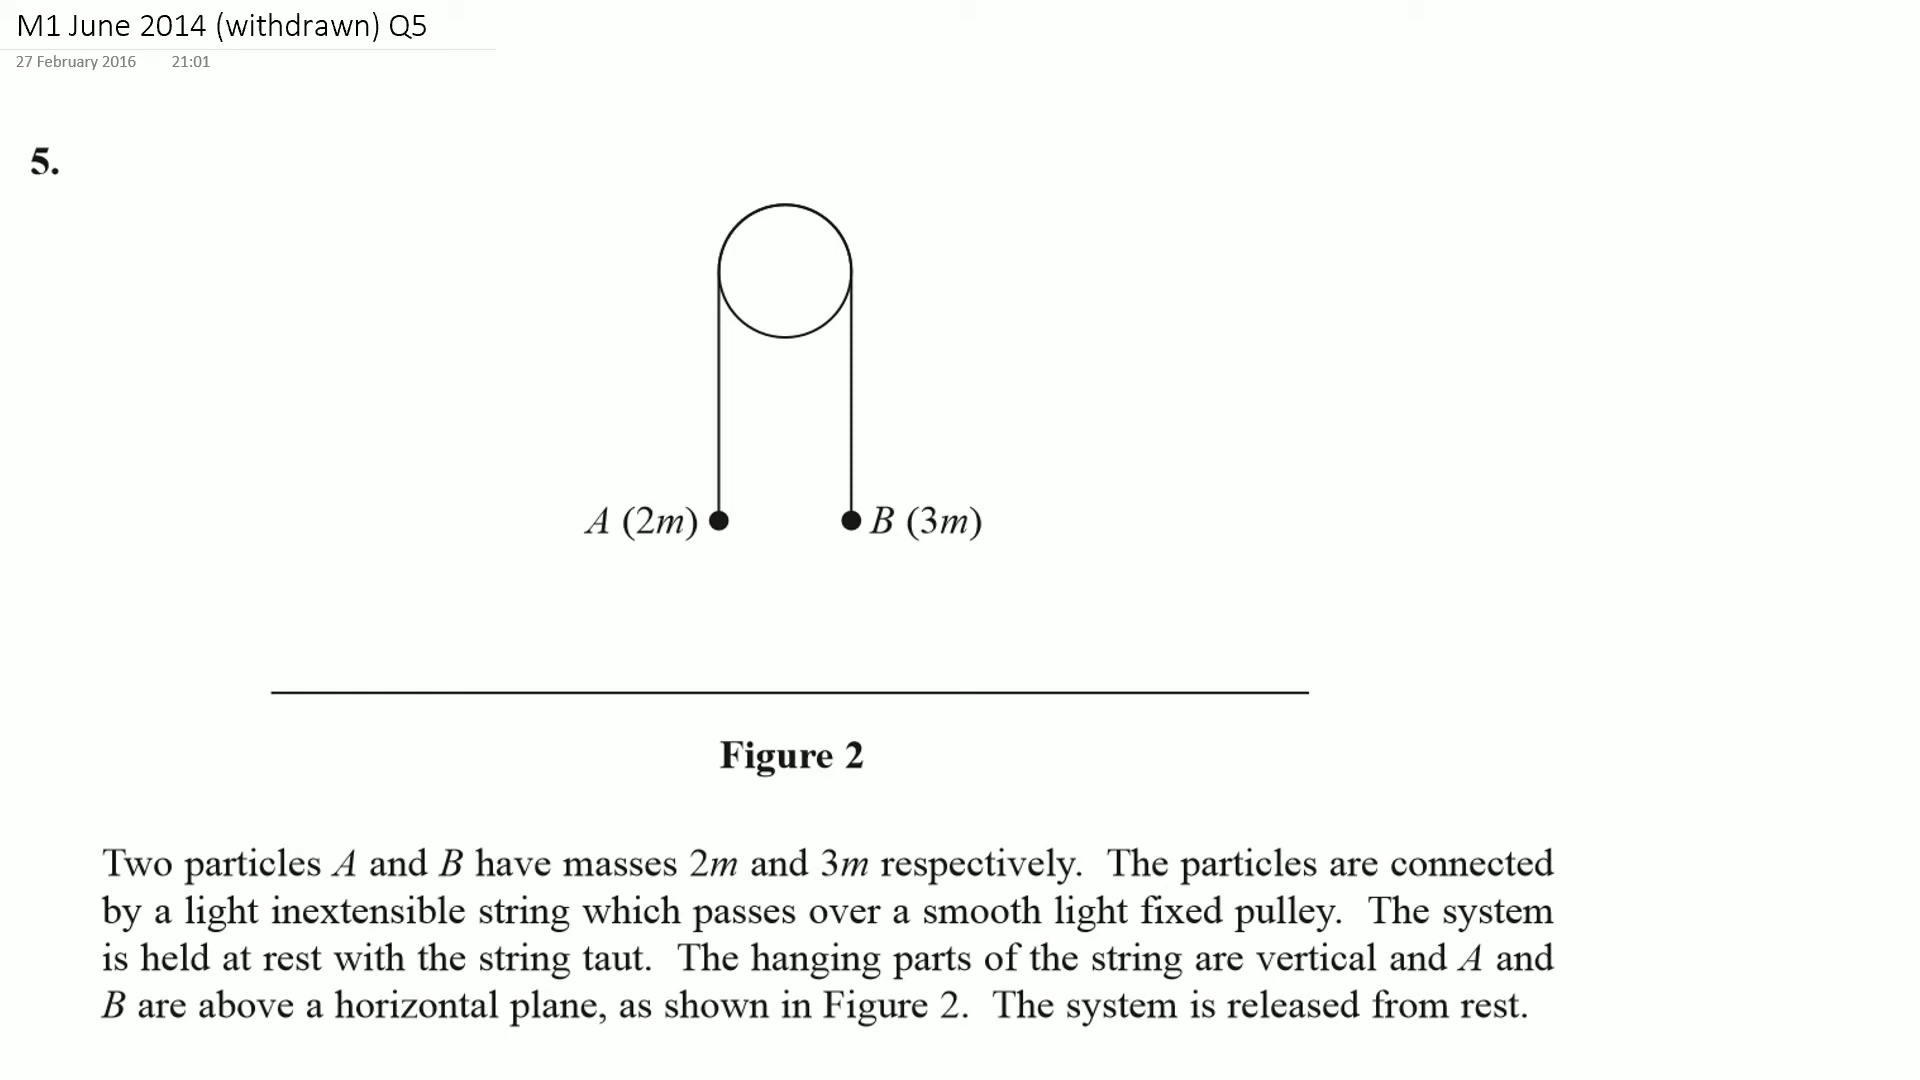 M1 June 2014 (withdrawn) Q5
27 February 2016 21:01
5.
A (2m) B (3m)
Figure 2
Two particles A and B have masses 2m and 3m respectively. The particles are connected
by a light inextensible string which passes over a smooth light fixed pulley. The system
is held at rest with the string taut. The hanging parts of the string are vertical and A and
B are above a horizontal plane, as shown in Figure 2. The system is released from rest.